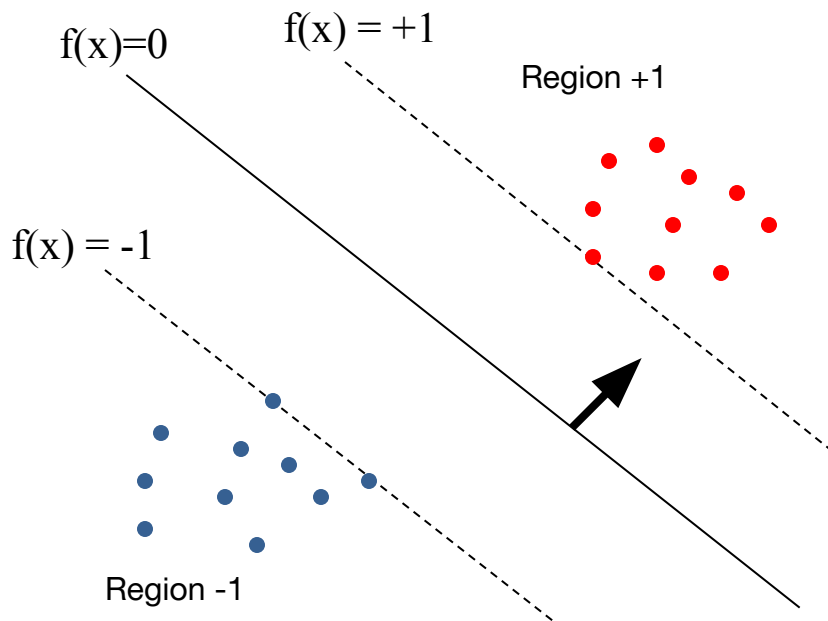 f(x)=0
f(x) = +1
Region +1
f(x) = -1
Region -1